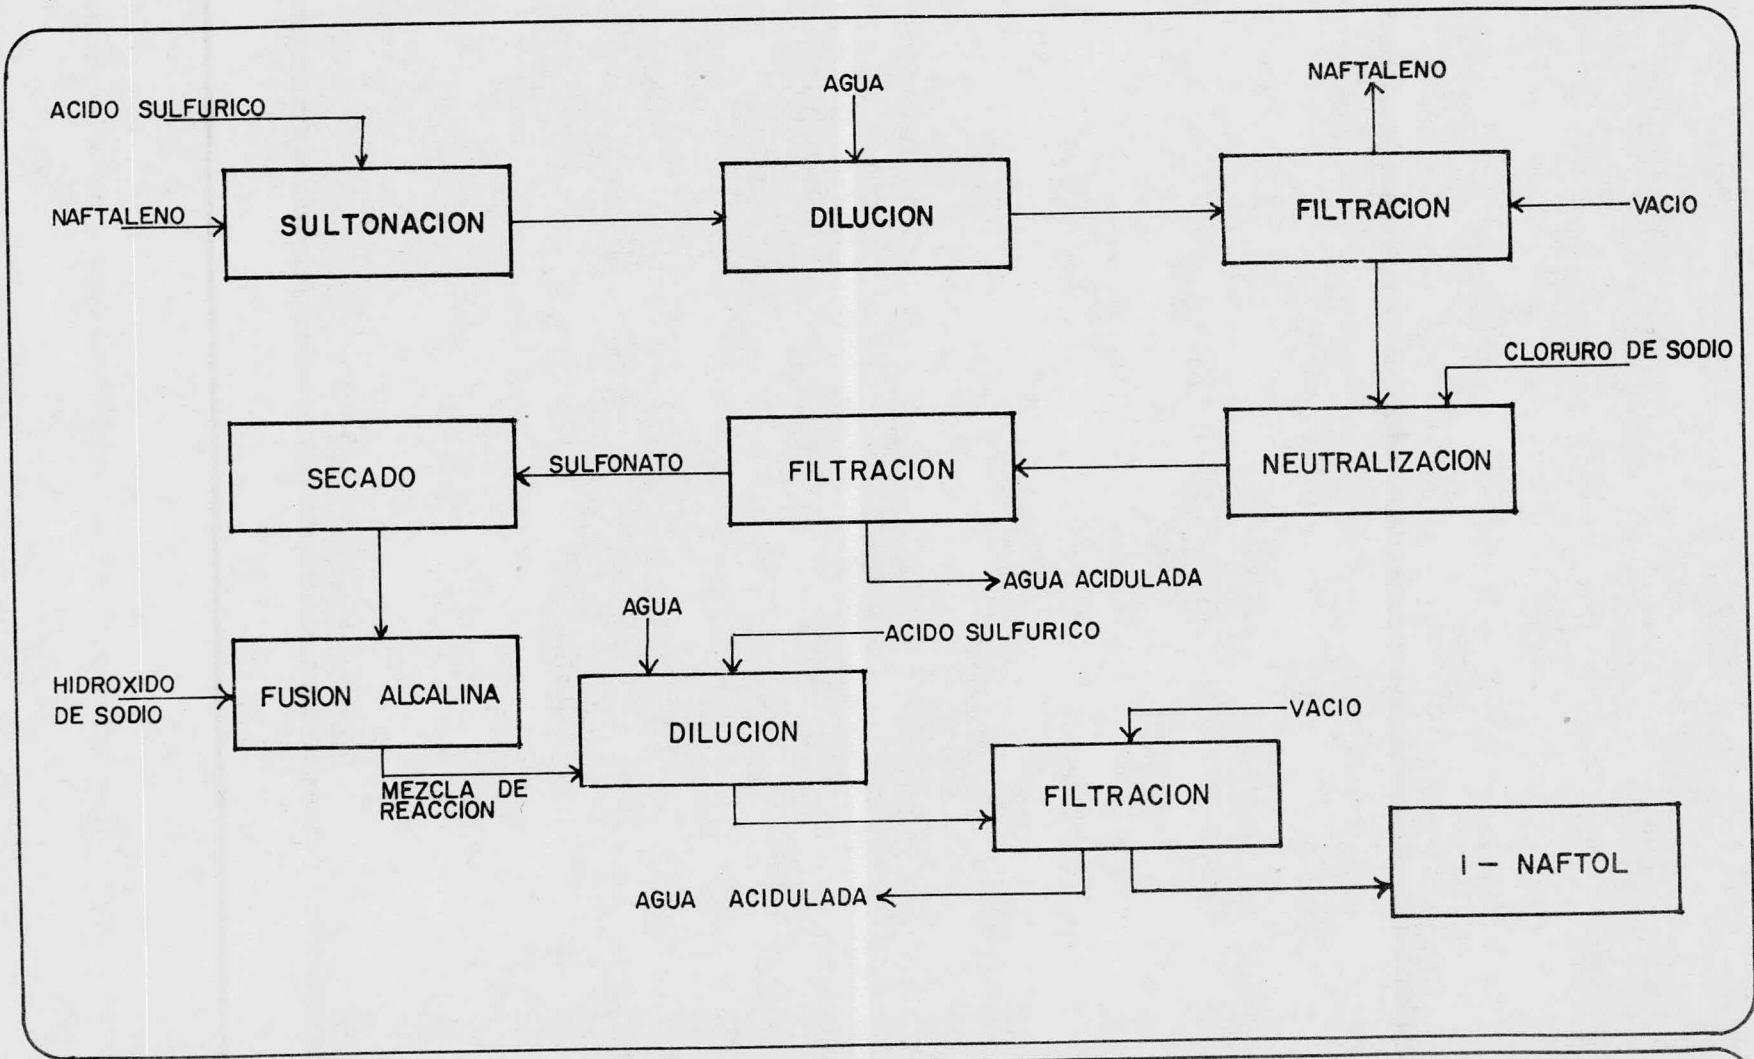 ACIDO SULFURICO
AGUA
NAFTALENO
NAFTALENO
SULTONACION
DILUCION
FILTRACION
VACIO
CLORURO DE SODIO
SECADO
SULFONATO
FILTRACION
NEUTRALIZACION
AGUA ACIDULADA
AGUA
ACIDO SULFURICO
HIDROXIDO
DE SODIO
FUSION ALCALINA
DILUCION
VACIO
MEZCLA DE
REACCION
FILTRACION
AGUA ACIDULADA
I - NAFTOL